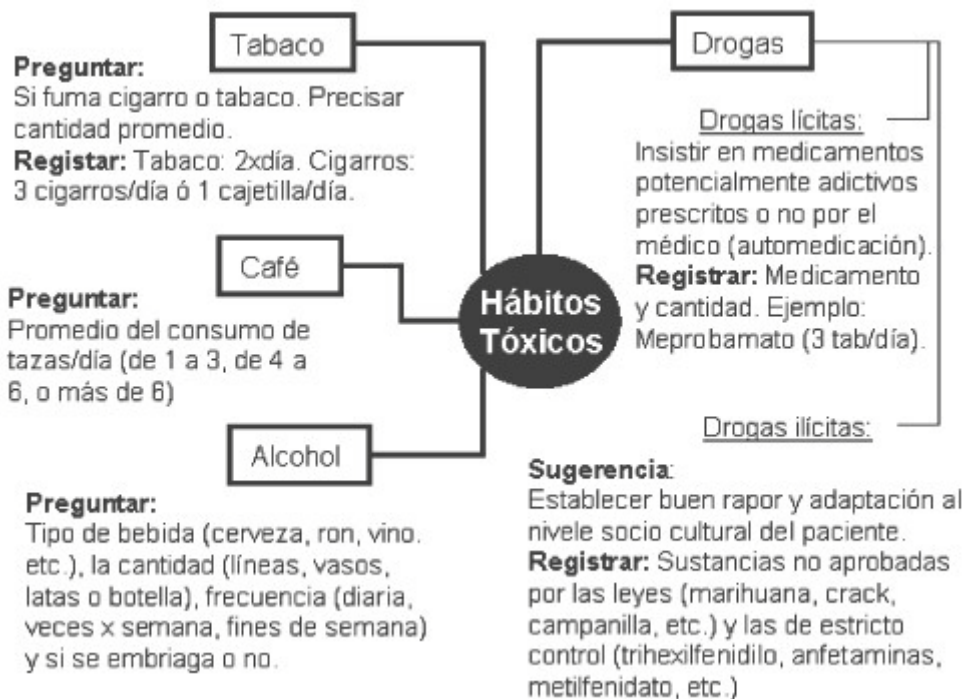 Tabaco
Preguntar:
Si fuma cigarro o tabaco. Precisar
cantidad promedio.
Registar: Tabaco: 2xdía. Cigarros:
3 cigarros/día ó 1 cajetilla/día.
Café
Preguntar:
Promedio del consumo de
tazas/día (de 1 a 3, de 4 a
6, o más de 6)
Alcohol
Preguntar:
Tipo de bebida (cerveza, ron, vino.
etc.), la cantidad (líneas, vasos,
latas o botella), frecuencia (diaria,
veces x semana, fines de semana)
y si se embriaga o no.
Hábitos
Tóxicos
Drogas
Drogas lícitas:
Insistir en medicamentos
potencialmente adictivos
prescritos o no por el
médico (automedicación).
Registrar: Medicamento
y cantidad. Ejemplo:
Meprobamato (3 tab/día).
Drogas ilícitas:
Sugerencia:
Establecer buen rapor y adaptación al
nivele socio cultural del paciente.
Registrar: Sustancias no aprobadas
por las leyes (marihuana, crack,
campanilla, etc.) y las de estricto
control (trihexilfenidilo, anfetaminas,
metilfenidato, etc.)